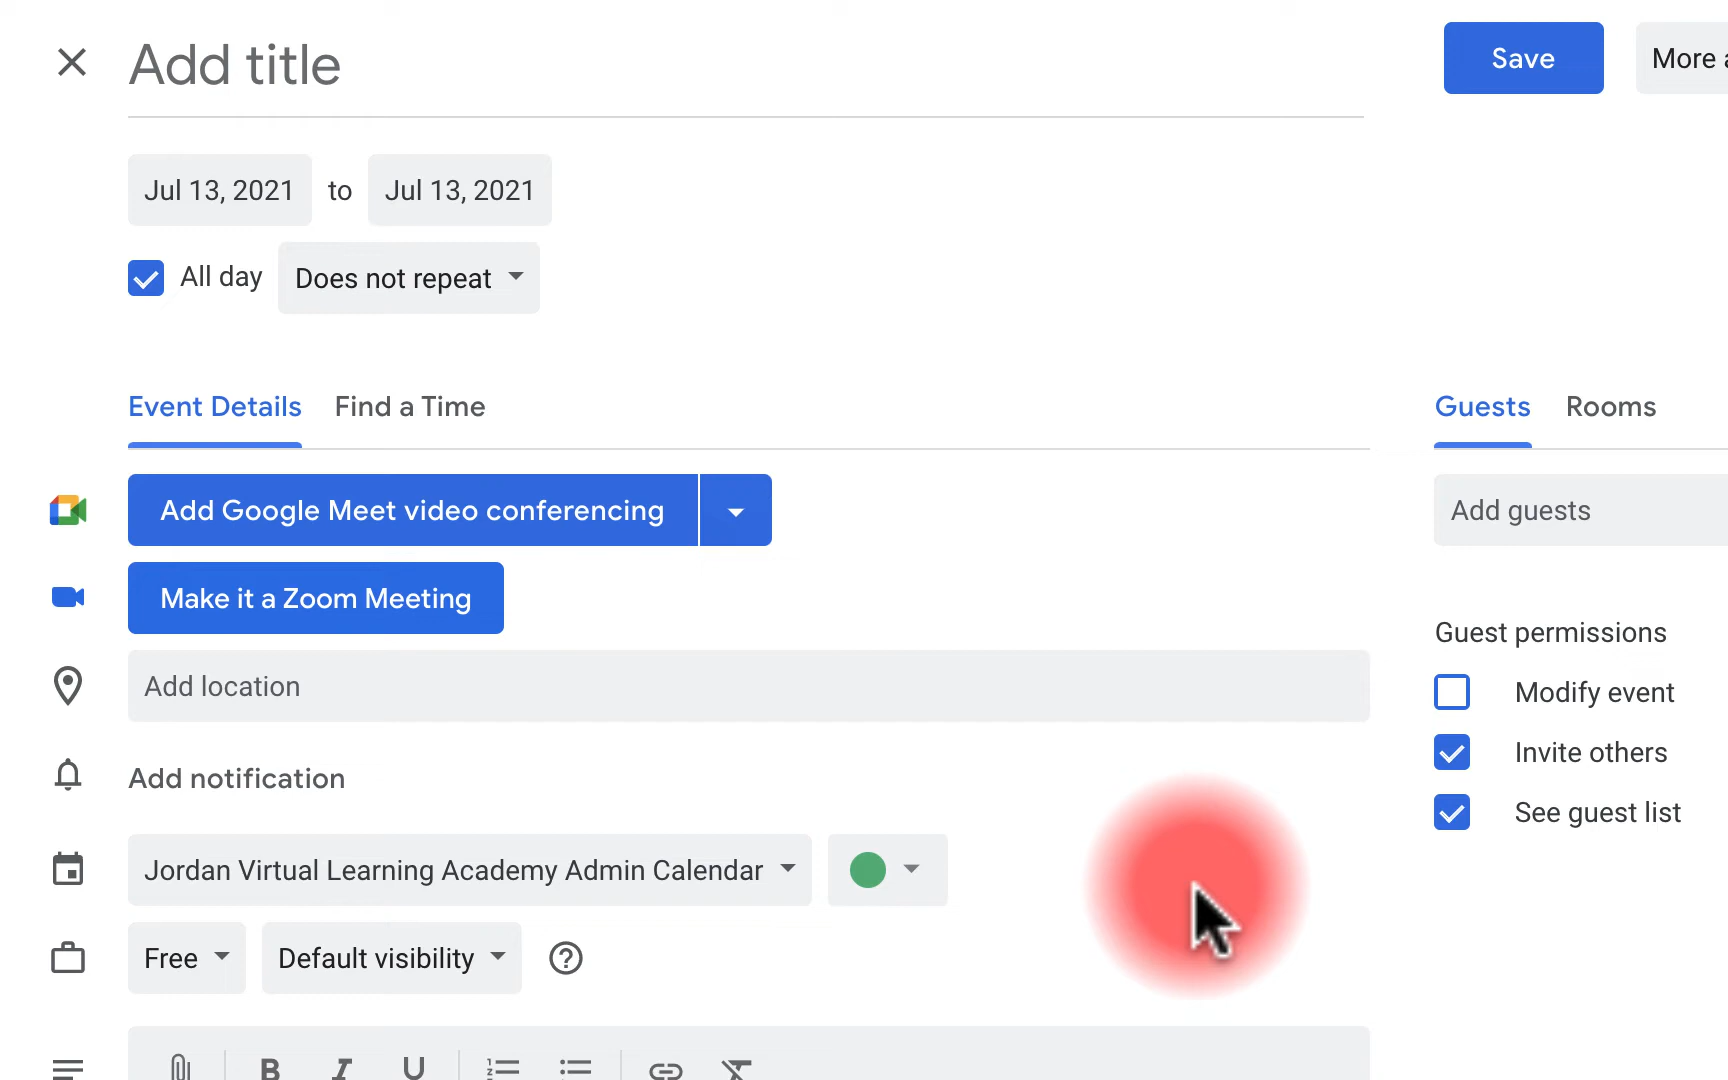 Add title
Save
More
Jul 13, 2021 to Jul 13, 2021
All day Does not repeat
Event Details Find a Time
Guests Rooms
Add Google Meet video conferencing
Add guests
Make it a Zoom Meeting
Guest permissions
Add location
Modify event
Invite others
Add notification
See guest list
Jordan Virtual Learning Academy Admin Calendar
Free Default visibility
B I U